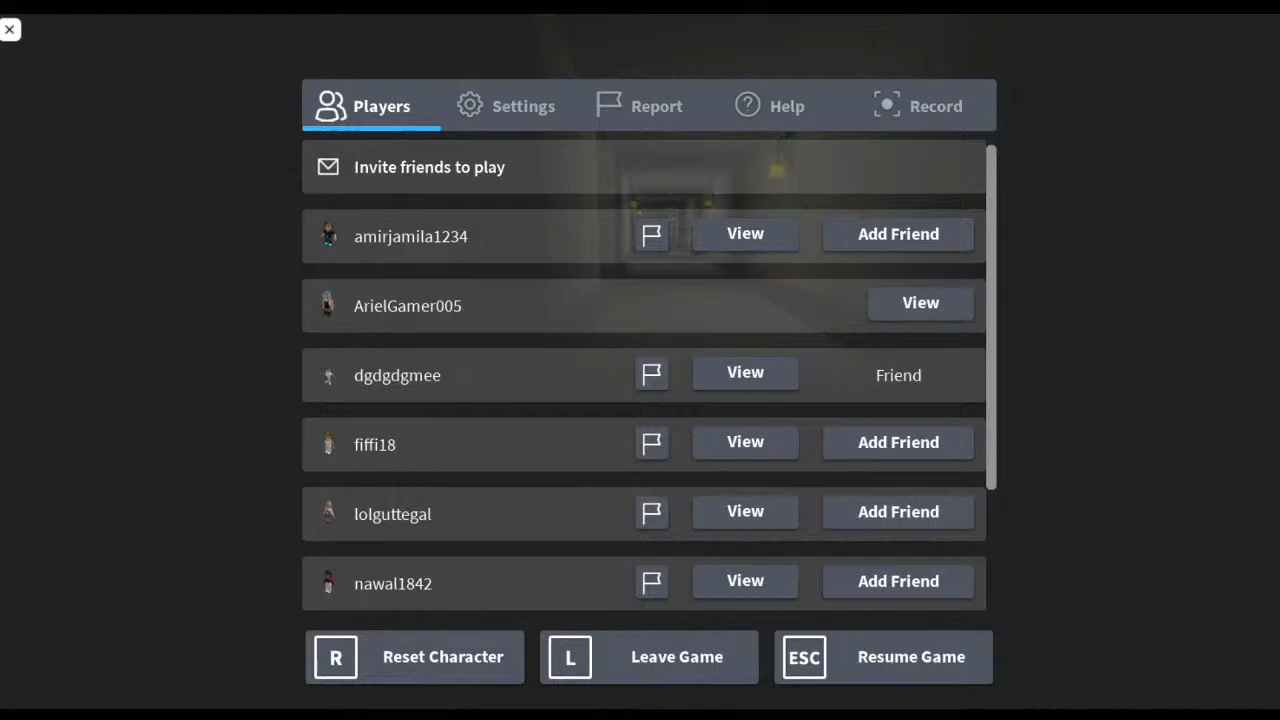 Players Settings Report Help Record
Invite friends to play
amirjamila1234 View Add Friend
ArielGamer005 View
dgdgdgmee View Friend
fiffi18 View Add Friend
lolguttegal View Add Friend
nawal1842 View Add Friend
R Reset Character L Leave Game ESC Resume Game